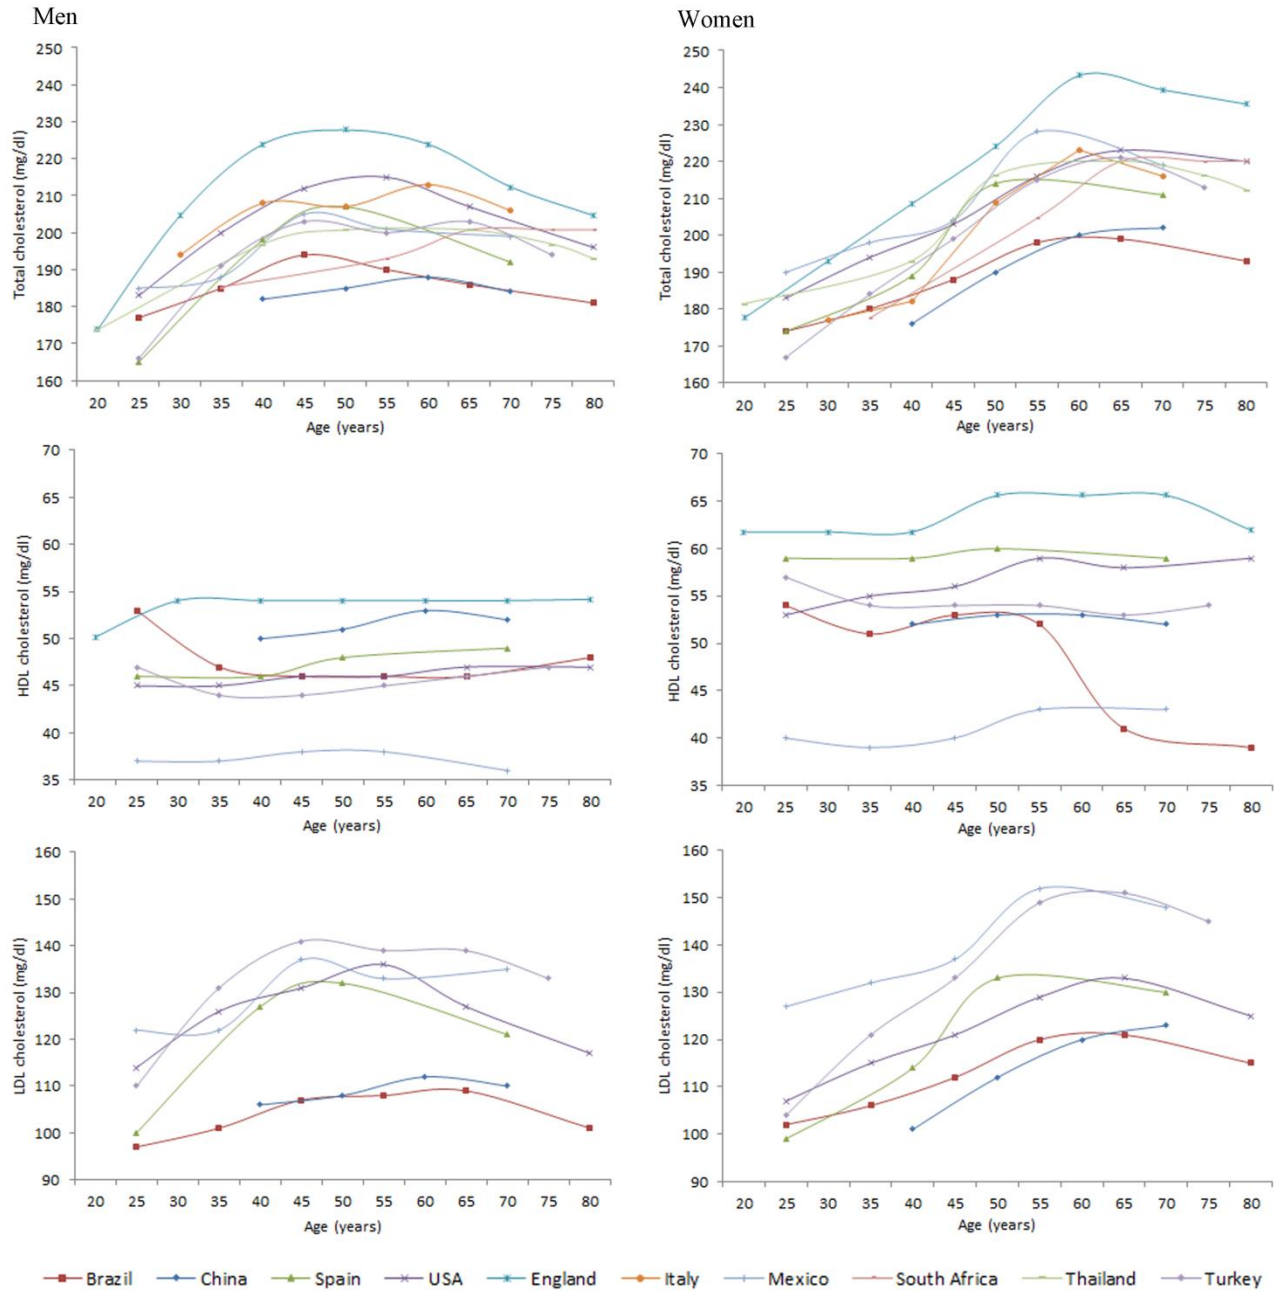 Men
Women
Total cholesterol (mg/dl)
250
240
230
220
210
200
190
180
170
160
20 25 30 35 40 45 50 55 60 65 70 75 80
Age (years)
Total cholesterol (mg/dl)
250
240
230
220
210
200
190
180
170
160
20 25 30 35 40 45 50 55 60 65 70 75 80
Age (years)
HDL cholesterol (mg/dl)
70
65
60
55
50
45
40
35
20 25 30 35 40 45 50 55 60 65 70 75 80
Age (years)
HDL cholesterol (mg/dl)
70
65
60
55
50
45
40
35
20 25 30 35 40 45 50 55 60 65 70 75 80
Age (years)
LDL cholesterol (mg/dl)
160
150
140
130
120
110
100
90
20 25 30 35 40 45 50 55 60 65 70 75 80
Age (years)
LDL cholesterol (mg/dl)
160
150
140
130
120
110
100
90
20 25 30 35 40 45 50 55 60 65 70 75 80
Age (years)
Brazil China Spain USA England Italy Mexico South Africa Thailand Turkey